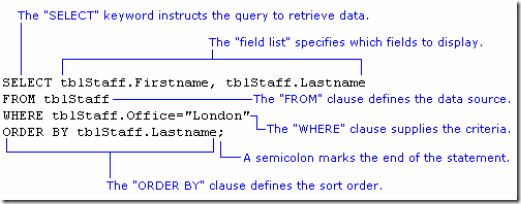 The "SELECT" keyword instructs the query to retrieve data.
The "field list" specifies which fields to display.
SELECT tblStaff.Firstname, tblStaff.Lastname
FROM tblStaff
The "FROM" clause defines the data source.
WHERE tblStaff.Office="London"
The "WHERE" clause supplies the criteria.
ORDER BY tblStaff.Lastname;
A semicolon marks the end of the statement.
The "ORDER BY" clause defines the sort order.